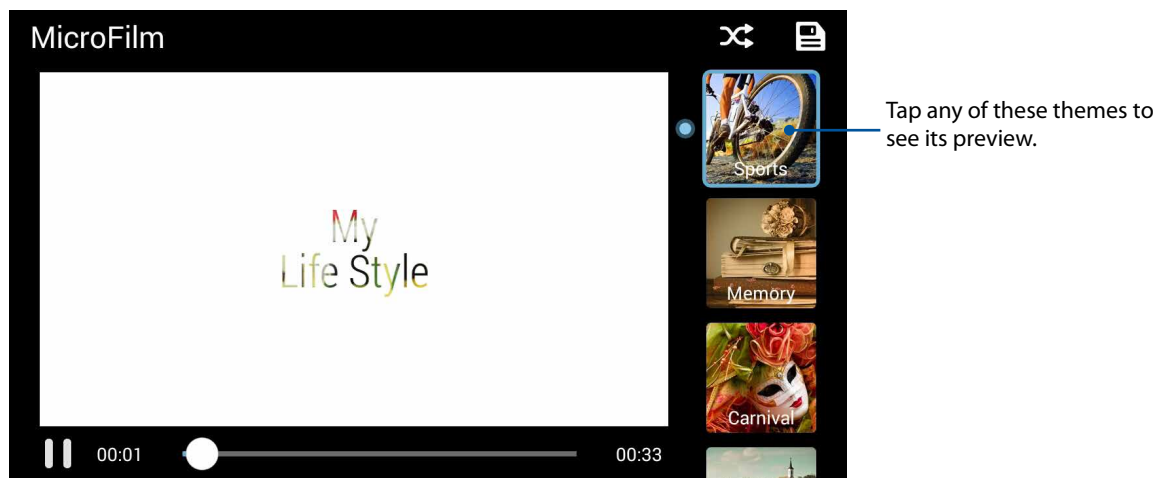 MicroFilm
My
Life Style
00:01
00:33
Sports
Memory
Carnival
Tap any of these themes to
see its preview.